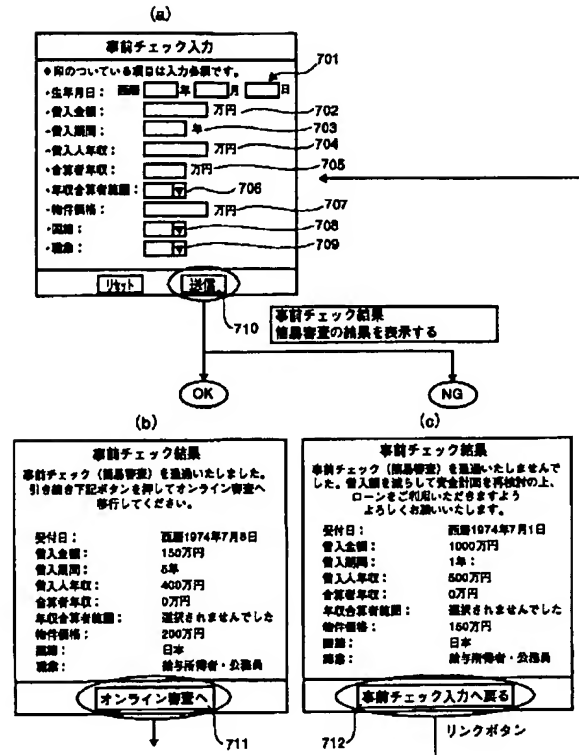 (a)
事前チェック入力
*印のついている項目は入力必須です。
701
・生年月日： 西暦 年 月 日
・借入金額： 万円 702
・借入期間： 年 703
・借入人年収： 万円 704
・合算者年収： 万円 705
・年収合算者範囲： 706
・物件価格： 万円 707
・国籍： 708
・職業： 709
リセット 送信
710
事前チェック結果
簡易審査の結果を表示する
OK NG
(b)
事前チェック結果
事前チェック（簡易審査）を通過いたしました。
引き続き下記ボタンを押してオンライン審査へ
移行してください。
受付日： 西暦1974年7月8日
借入金額： 150万円
借入期間： 5年
借入人年収： 400万円
合算者年収： 0万円
年収合算者範囲： 選択されませんでした
物件価格： 200万円
国籍： 日本
職業： 給与所得者・公務員
オンライン審査へ
711
(c)
事前チェック結果
事前チェック（簡易審査）を通過いたしませんで
した。借入額を減らして資金計画を再検討の上、
ローンをご利用いただきますよう
よろしくお願いいたします。
受付日： 西暦1974年7月1日
借入金額： 1000万円
借入期間： 1年：
借入人年収： 500万円
合算者年収： 0万円
年収合算者範囲： 選択されませんでした
物件価格： 150万円
国籍： 日本
職業： 給与所得者・公務員
事前チェック入力へ戻る
712 リンクボタン